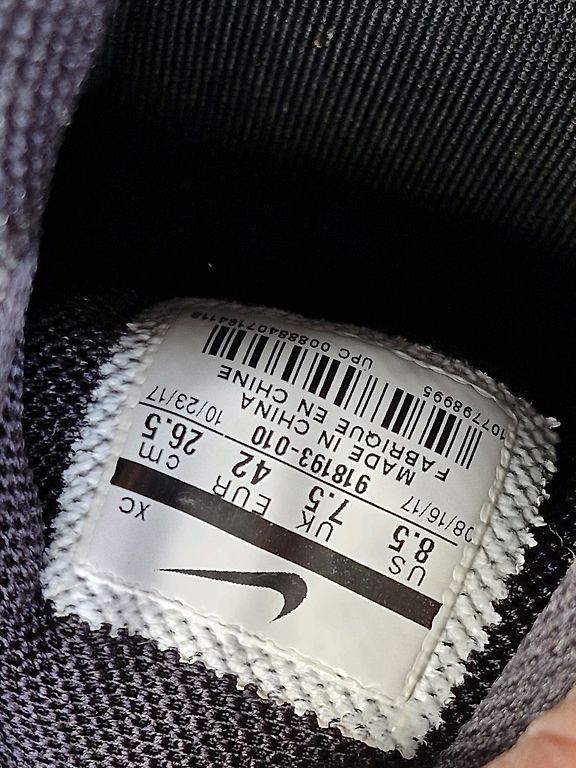 XC
US UK EUR cm
8.5 7.5 42 26.5
08/16/17 10/23/17
918193-010
MADE IN CHINA
FABRIQUE EN CHINE
107798995
UPC 00888407164118